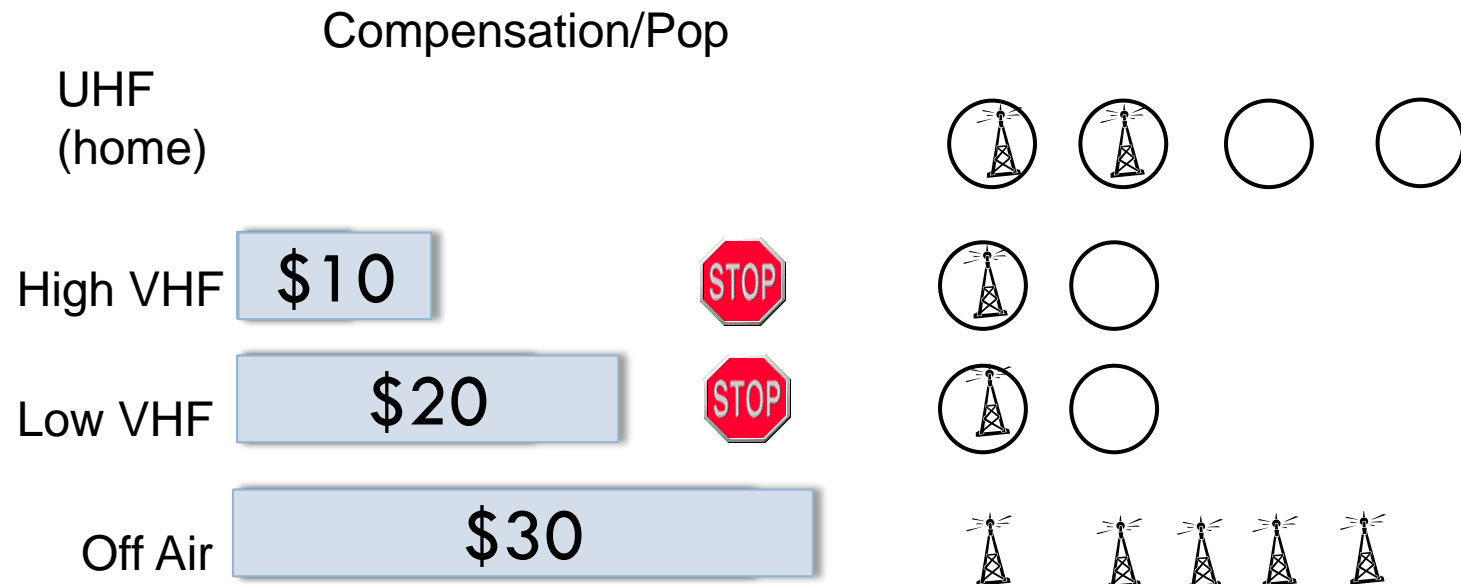 Compensation/Pop
UHF
(home)
High VHF
$10
STOP
Low VHF
$20
STOP
Off Air
$30